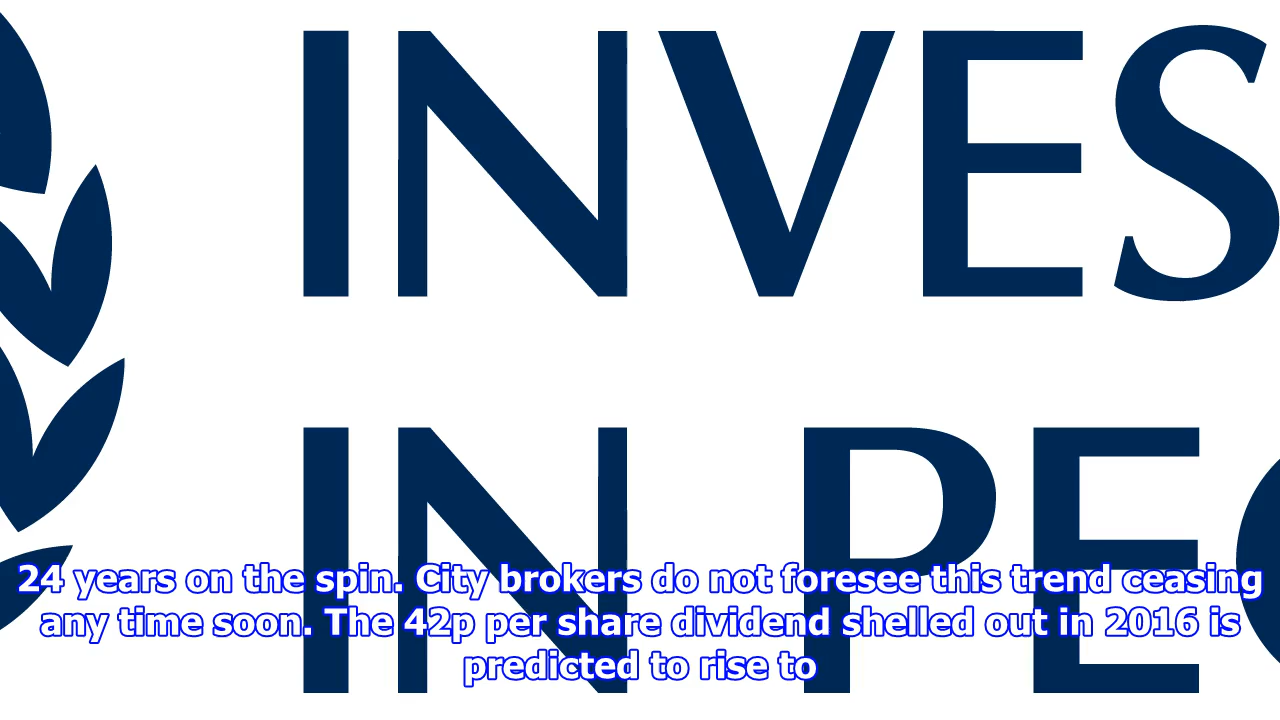 INVES
IN PE
24 years on the spin. City brokers do not foresee this trend ceasing
any time soon. The 42p per share dividend shelled out in 2016 is
predicted to rise to